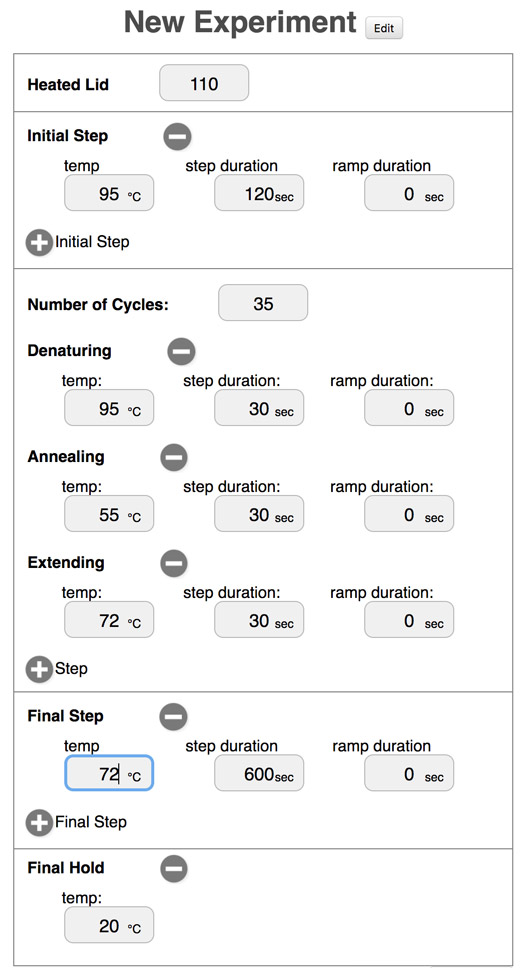 New Experiment Edit
Heated Lid 110
Initial Step
temp step duration ramp duration
95 °C 120sec 0 sec
Initial Step
Number of Cycles: 35
Denaturing
temp: step duration: ramp duration:
95 °C 30 sec 0 sec
Annealing
temp: step duration: ramp duration:
55 °C 30 sec 0 sec
Extending
temp: step duration: ramp duration:
72 °C 30 sec 0 sec
Step
Final Step
temp step duration ramp duration
72 °C 600sec 0 sec
Final Step
Final Hold
temp:
20 °C